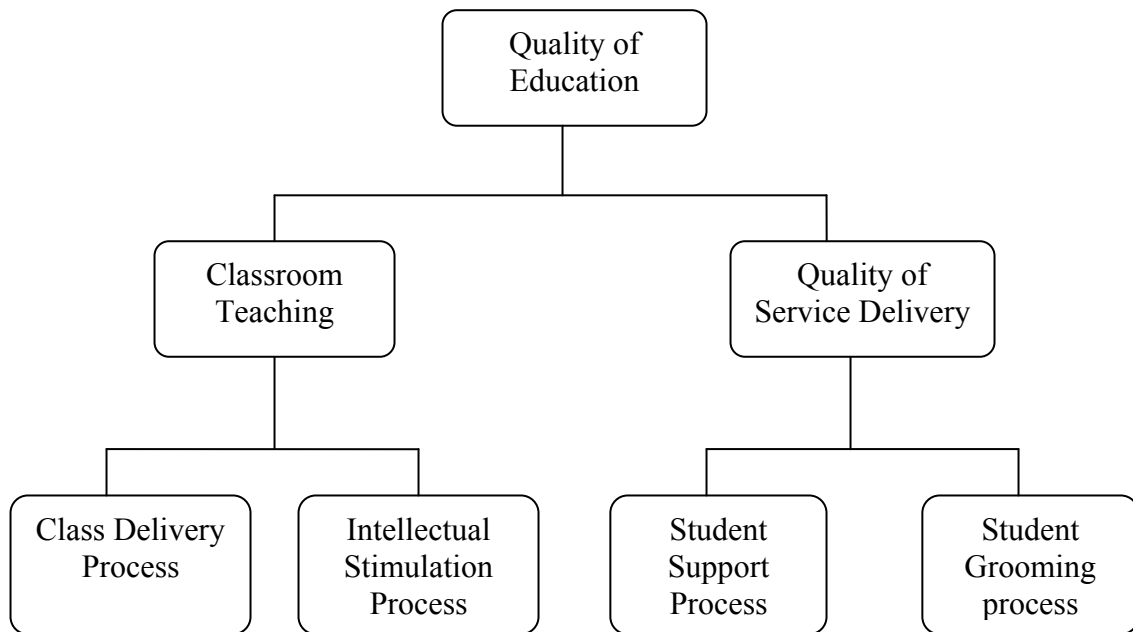 Quality of
Education
Classroom
Teaching
Quality of
Service Delivery
Class Delivery
Process
Intellectual
Stimulation
Process
Student
Support
Process
Student
Grooming
process